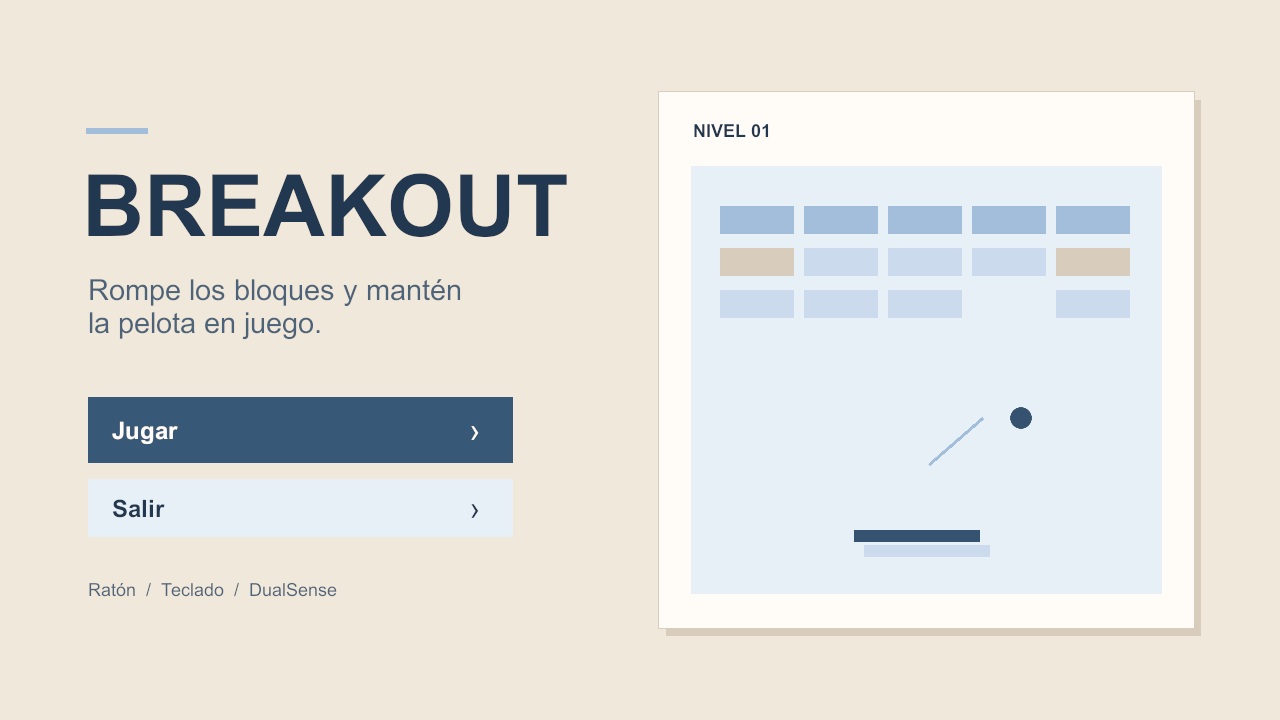 BREAKOUT
Rompe los bloques y mantén
la pelota en juego.
Jugar ›
Salir ›
Ratón / Teclado / DualSense
NIVEL 01